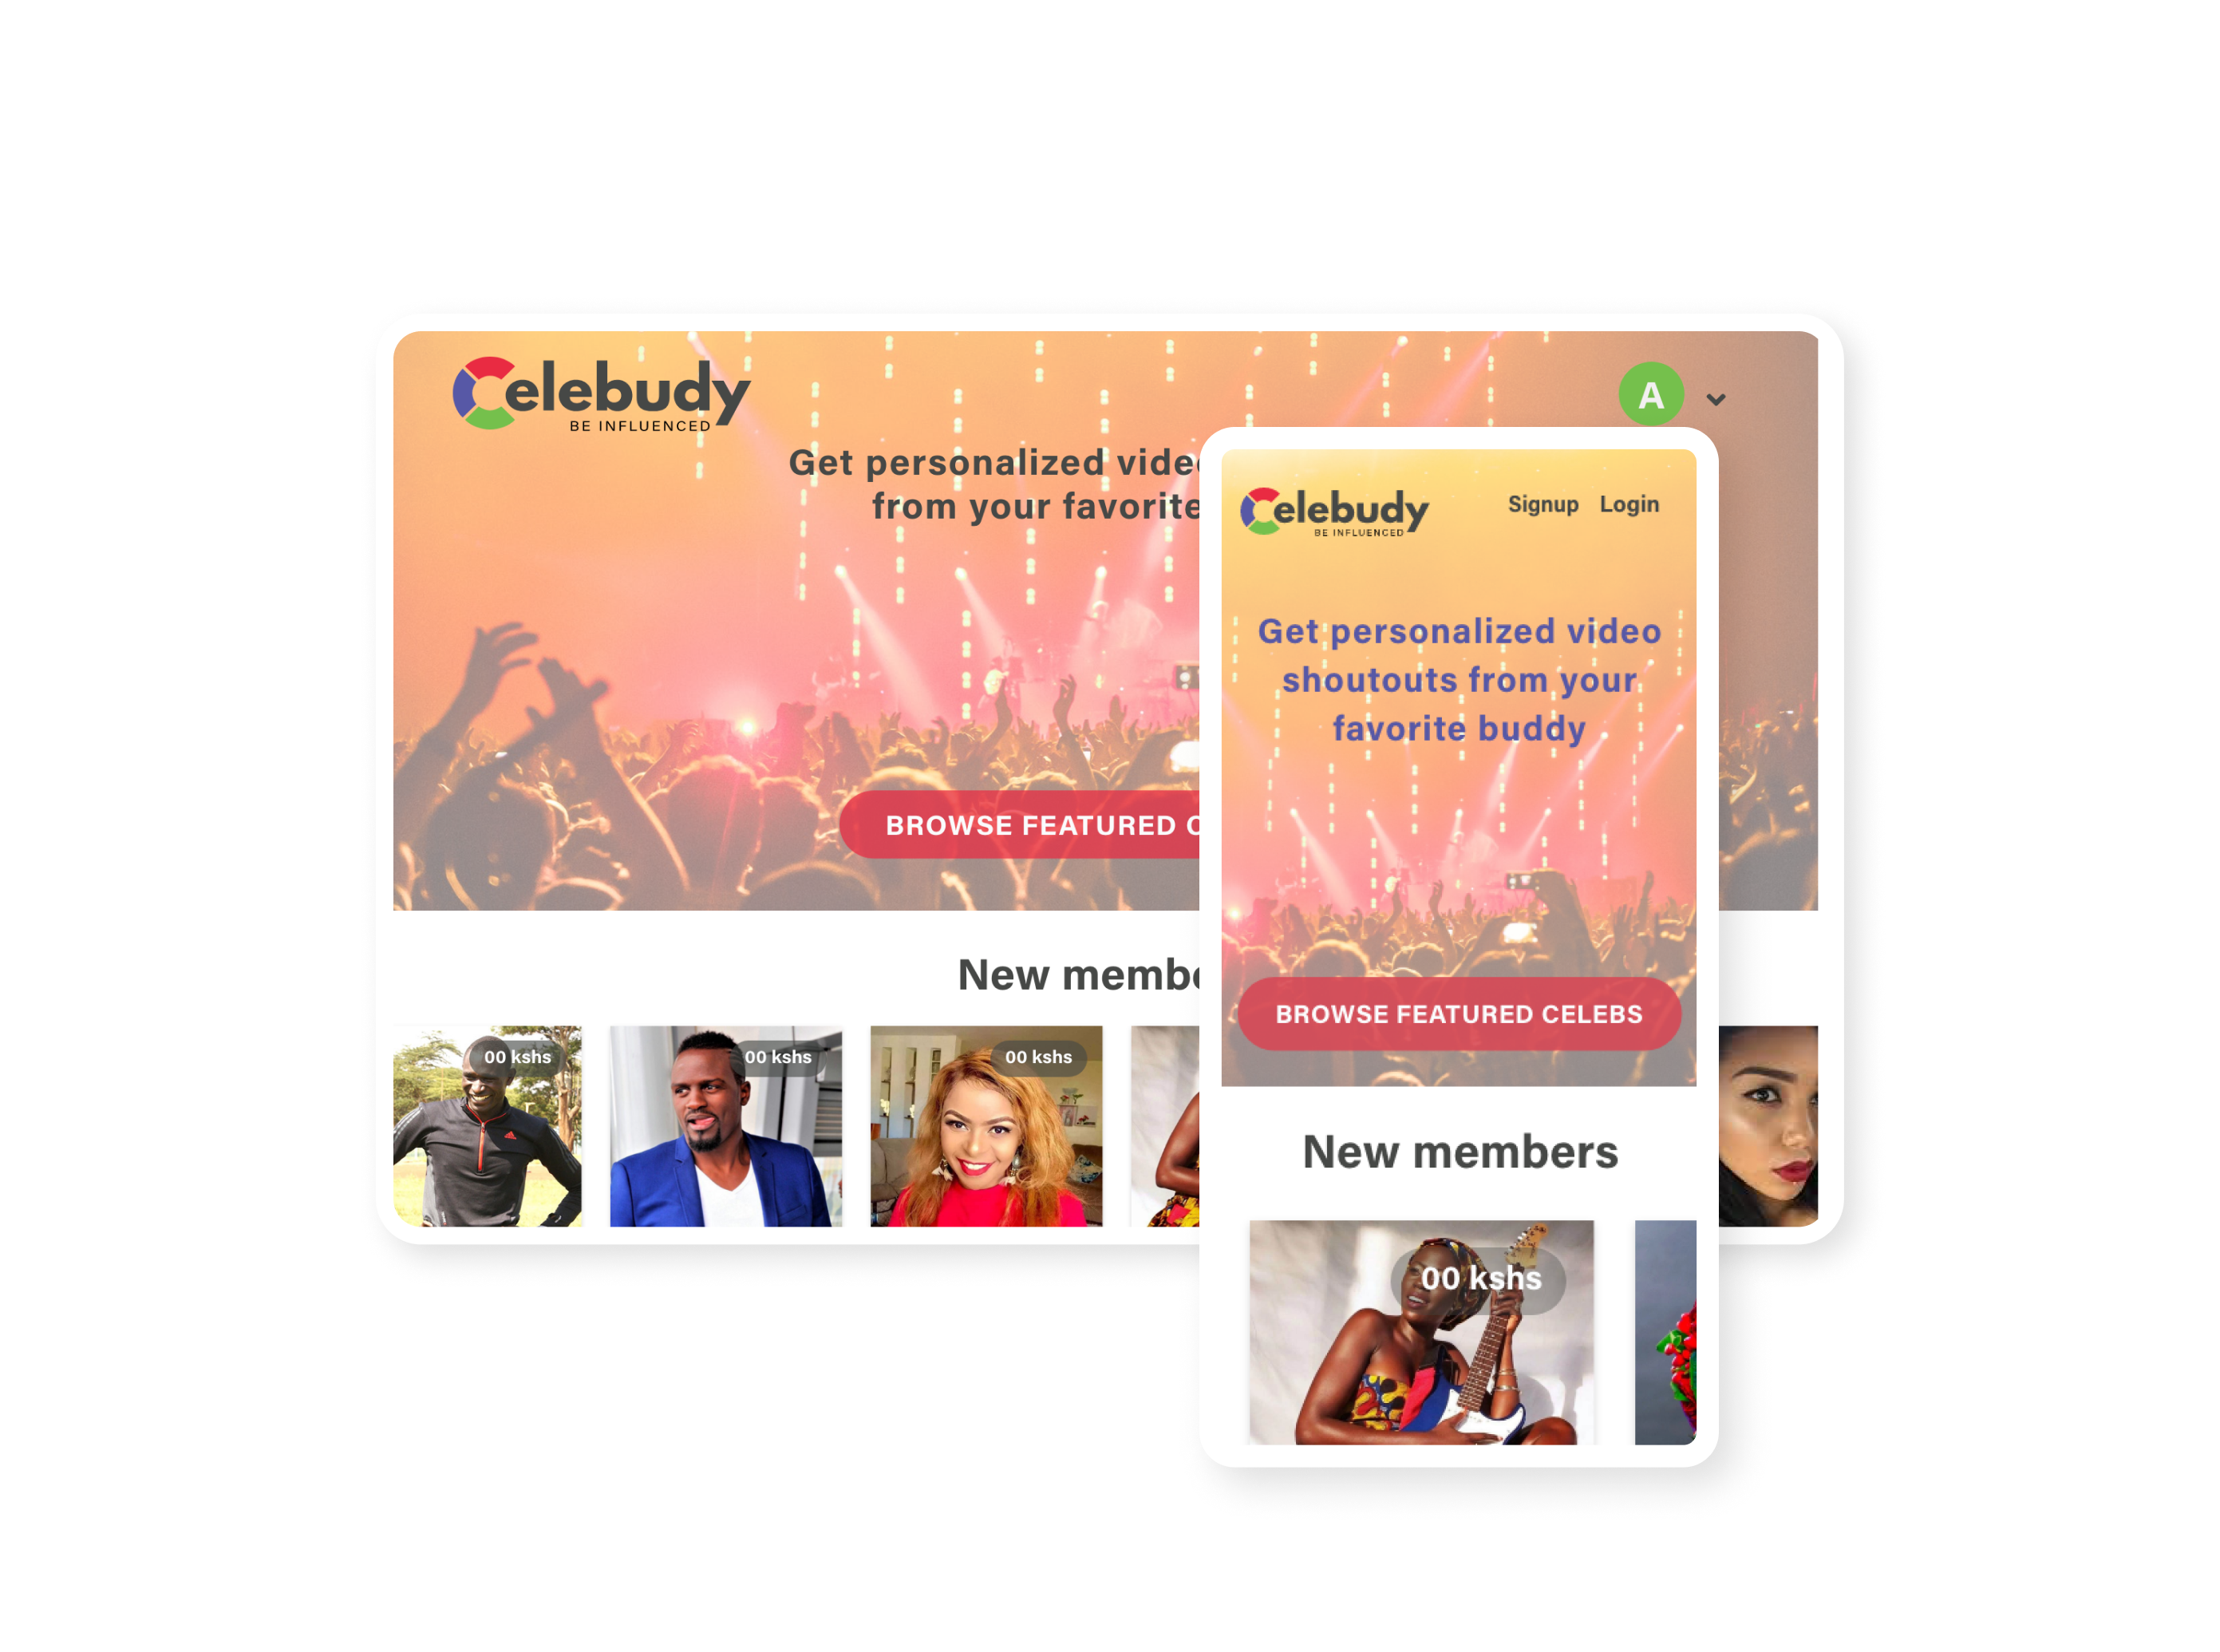 Celebudy
BE INFLUENCED
A
Get personalized vide
from your favorite
BROWSE FEATURED C
New membe
00 kshs
00 kshs
00 kshs
Celebudy
BE INFLUENCED
Signup Login
Get personalized video
shoutouts from your
favorite buddy
BROWSE FEATURED CELEBS
New members
00 kshs